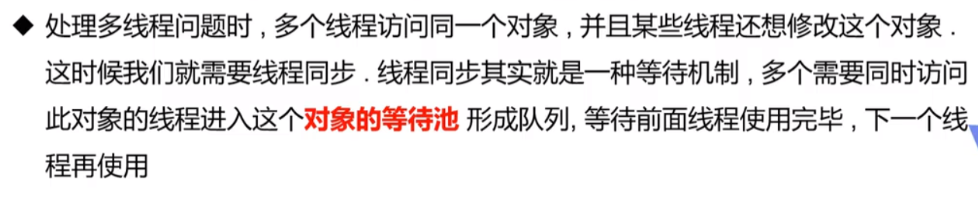 ◆ 处理多线程问题时 , 多个线程访问同一个对象 , 并且某些线程还想修改这个对象 .
这时候我们就需要线程同步 . 线程同步其实就是一种等待机制 , 多个需要同时访问
此对象的线程进入这个对象的等待池 形成队列, 等待前面线程使用完毕 , 下一个线
程再使用